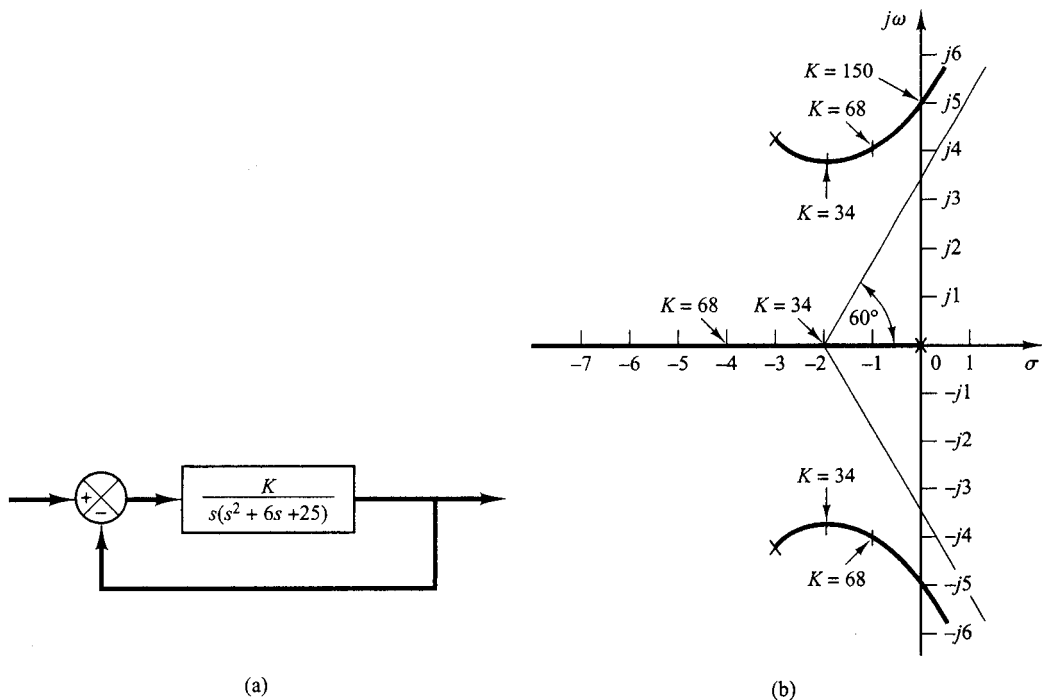 jω
j6
K = 150
j5
K = 68
j4
j3
K = 34
j2
j1
K = 68
K = 34
60°
−7 −6 −5 −4 −3 −2 −1 0 1 σ
−j1
−j2
K = 34
−j3
−j4
K = 68
−j5
−j6
+
−
K
s(s² + 6s +25)
(a)
(b)